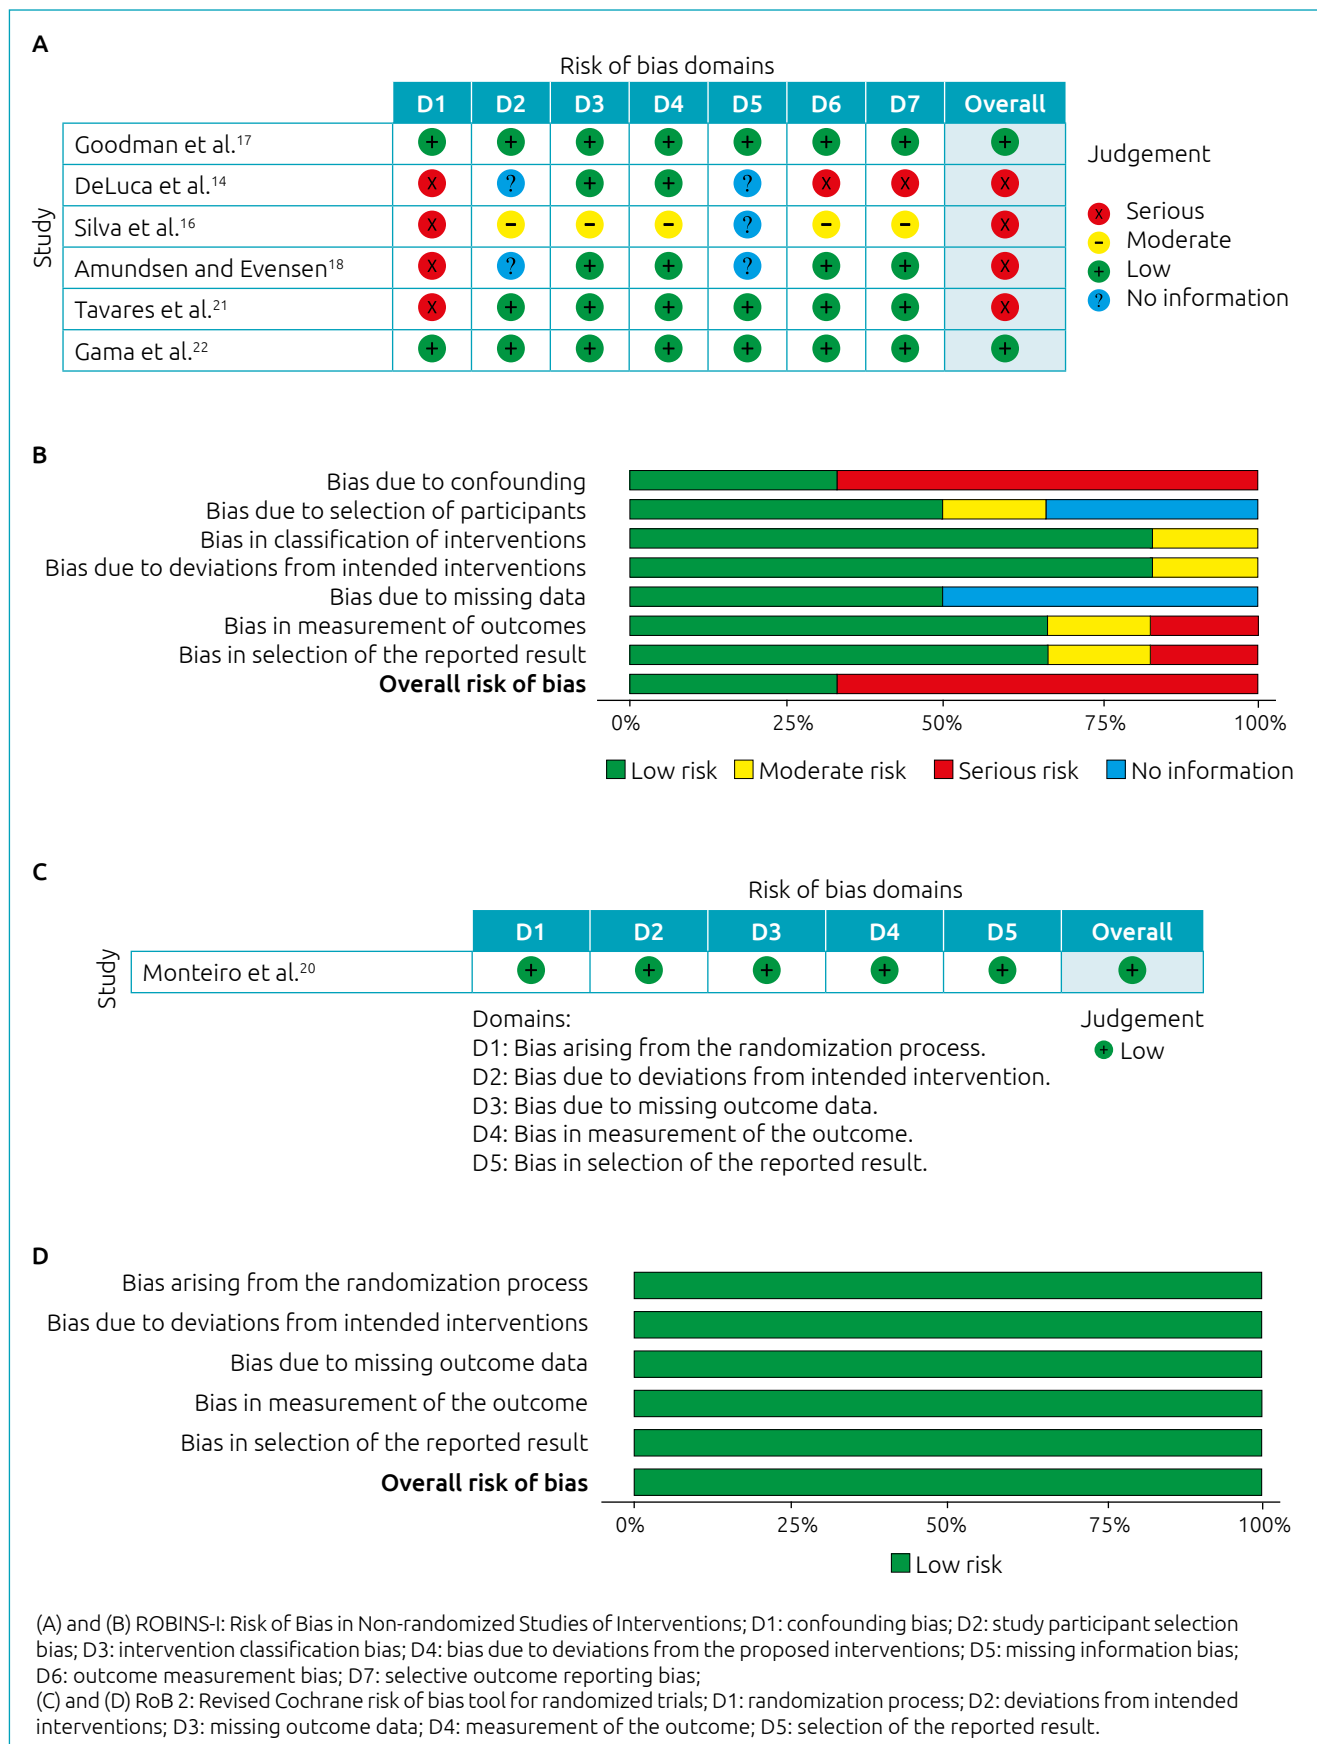 A
Risk of bias domains
D1 D2 D3 D4 D5 D6 D7 Overall
Study
Goodman et al.17 + + + + + + + +
DeLuca et al.14 X ? + + ? X X X
Silva et al.16 X - - - ? - - X
Amundsen and Evensen18 X ? + + ? + + X
Tavares et al.21 X + + + + + + X
Gama et al.22 + + + + + + + +
Judgement
X Serious
- Moderate
+ Low
? No information
B
Bias due to confounding
Bias due to selection of participants
Bias in classification of interventions
Bias due to deviations from intended interventions
Bias due to missing data
Bias in measurement of outcomes
Bias in selection of the reported result
Overall risk of bias
0% 25% 50% 75% 100%
Low risk Moderate risk Serious risk No information
C
Risk of bias domains
D1 D2 D3 D4 D5 Overall
Study
Monteiro et al.20 + + + + + +
Domains:
D1: Bias arising from the randomization process.
D2: Bias due to deviations from intended intervention.
D3: Bias due to missing outcome data.
D4: Bias in measurement of the outcome.
D5: Bias in selection of the reported result.
Judgement
+ Low
D
Bias arising from the randomization process
Bias due to deviations from intended interventions
Bias due to missing outcome data
Bias in measurement of the outcome
Bias in selection of the reported result
Overall risk of bias
0% 25% 50% 75% 100%
Low risk
(A) and (B) ROBINS-I: Risk of Bias in Non-randomized Studies of Interventions; D1: confounding bias; D2: study participant selection
bias; D3: intervention classification bias; D4: bias due to deviations from the proposed interventions; D5: missing information bias;
D6: outcome measurement bias; D7: selective outcome reporting bias;
(C) and (D) RoB 2: Revised Cochrane risk of bias tool for randomized trials; D1: randomization process; D2: deviations from intended
interventions; D3: missing outcome data; D4: measurement of the outcome; D5: selection of the reported result.